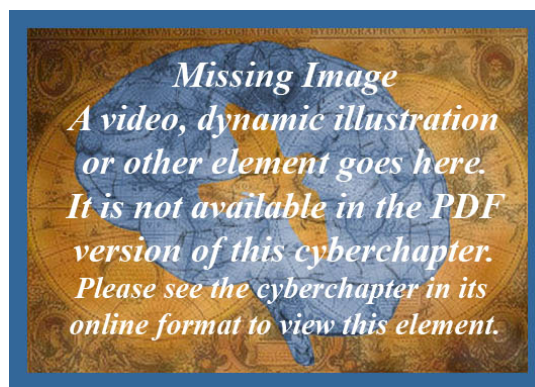 Missing Image
A video, dynamic illustration
or other element goes here.
It is not available in the PDF
version of this cyberchapter.
Please see the cyberchapter in its
online format to view this element.